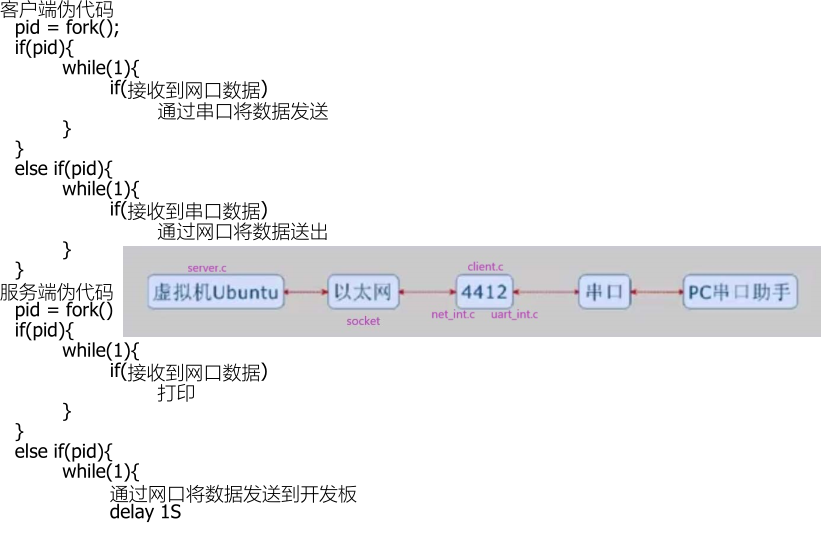 客户端伪代码
pid = fork();
if(pid){
while(1){
if(接收到网口数据)
通过串口将数据发送
}
}
else if(pid){
while(1){
if(接收到串口数据)
通过网口将数据送出
}
}
server.c
client.c
虚拟机Ubuntu
以太网
4412
串口
PC串口助手
socket
net_int.c
uart_int.c
服务端伪代码
pid = fork()
if(pid){
while(1){
if(接收到网口数据)
打印
}
}
else if(pid){
while(1){
通过网口将数据发送到开发板
delay 1S